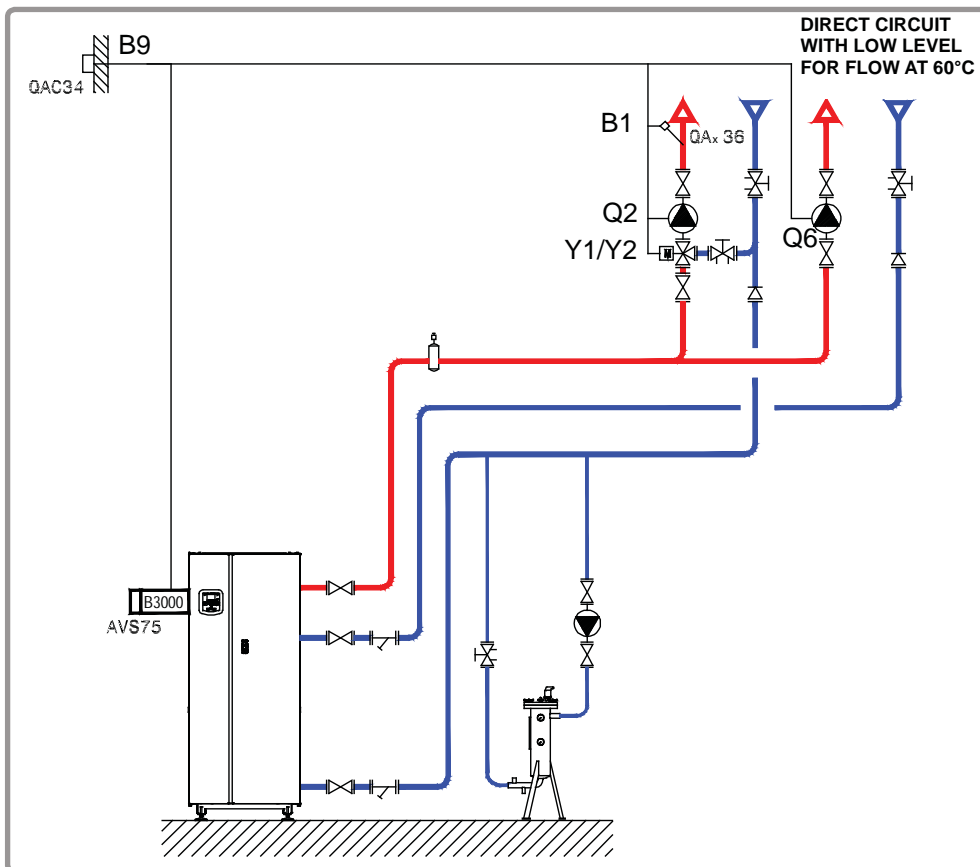 DIRECT CIRCUIT
WITH LOW LEVEL
FOR FLOW AT 60°C
B9
QAC34
B1
QAx 36
Q2
Q6
Y1/Y2
M
B3000
AVS75